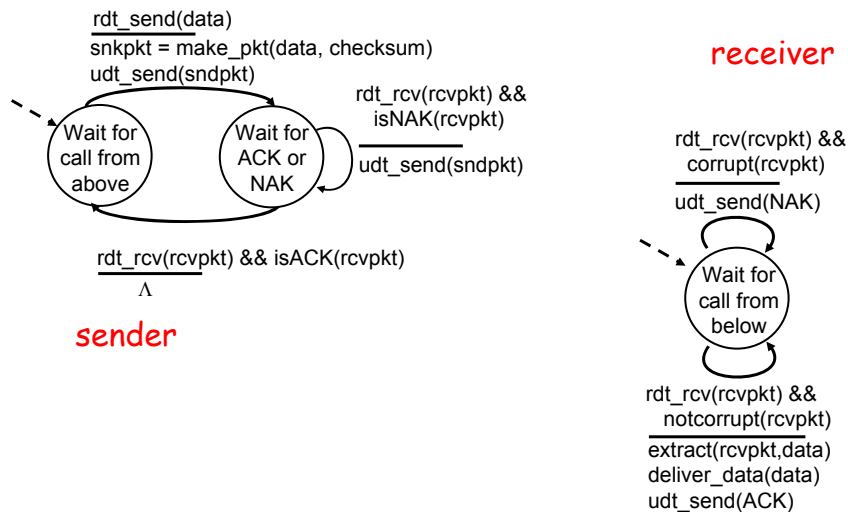 rdt_send(data)
snkpkt = make_pkt(data, checksum)
udt_send(sndpkt)
Wait for
call from
above
Wait for
ACK or
NAK
rdt_rcv(rcvpkt) &&
isNAK(rcvpkt)
udt_send(sndpkt)
rdt_rcv(rcvpkt) && isACK(rcvpkt)
Λ
sender
receiver
rdt_rcv(rcvpkt) &&
corrupt(rcvpkt)
udt_send(NAK)
Wait for
call from
below
rdt_rcv(rcvpkt) &&
notcorrupt(rcvpkt)
extract(rcvpkt,data)
deliver_data(data)
udt_send(ACK)